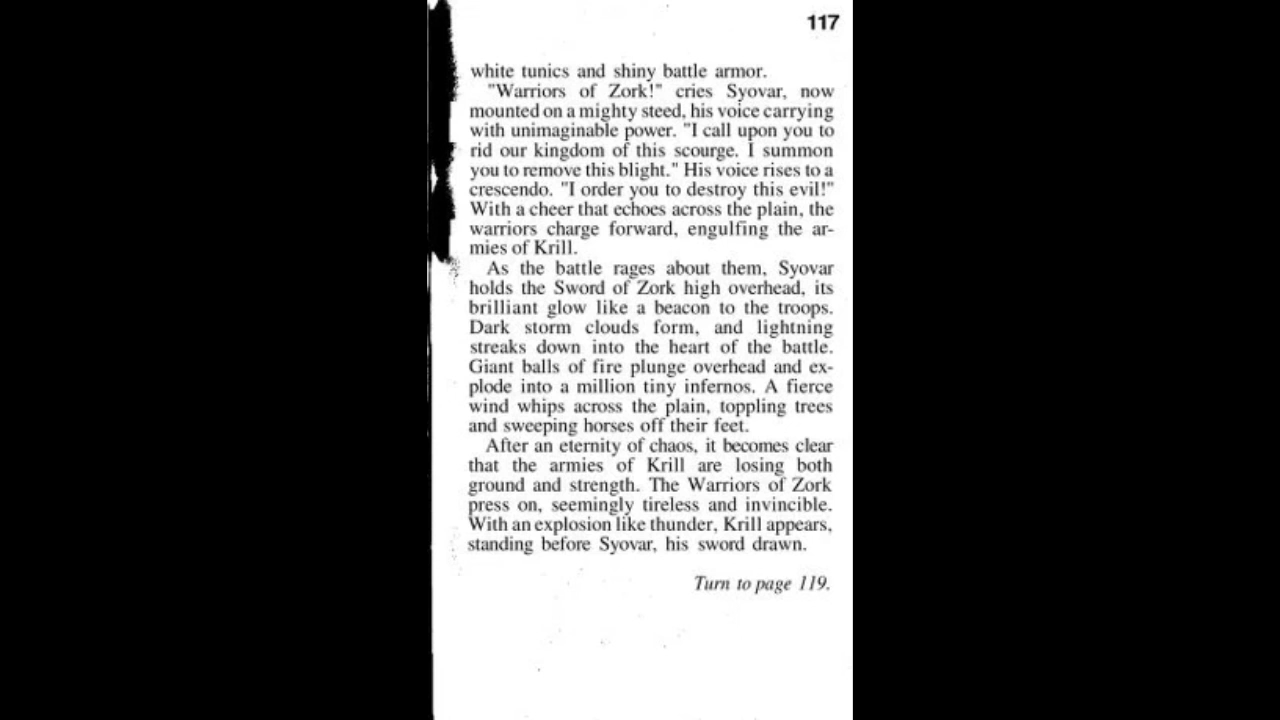 117
white tunics and shiny battle armor.
"Warriors of Zork!" cries Syovar, now
mounted on a mighty steed, his voice carrying
with unimaginable power. "I call upon you to
rid our kingdom of this scourge. I summon
you to remove this blight." His voice rises to a
crescendo. "I order you to destroy this evil!"
With a cheer that echoes across the plain, the
warriors charge forward, engulfing the ar-
mies of Krill.
As the battle rages about them, Syovar
holds the Sword of Zork high overhead, its
brilliant glow like a beacon to the troops.
Dark storm clouds form, and lightning
streaks down into the heart of the battle.
Giant balls of fire plunge overhead and ex-
plode into a million tiny infernos. A fierce
wind whips across the plain, toppling trees
and sweeping horses off their feet.
After an eternity of chaos, it becomes clear
that the armies of Krill are losing both
ground and strength. The Warriors of Zork
press on, seemingly tireless and invincible.
With an explosion like thunder, Krill appears,
standing before Syovar, his sword drawn.
Turn to page 119.